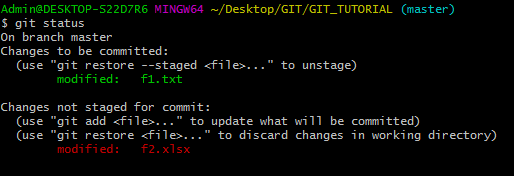 Admin@DESKTOP-S22D7R6 MINGW64 ~/Desktop/GIT/GIT_TUTORIAL (master)
$ git status
On branch master
Changes to be committed:
  (use "git restore --staged <file>..." to unstage)
        modified:   f1.txt

Changes not staged for commit:
  (use "git add <file>..." to update what will be committed)
  (use "git restore <file>..." to discard changes in working directory)
        modified:   f2.xlsx